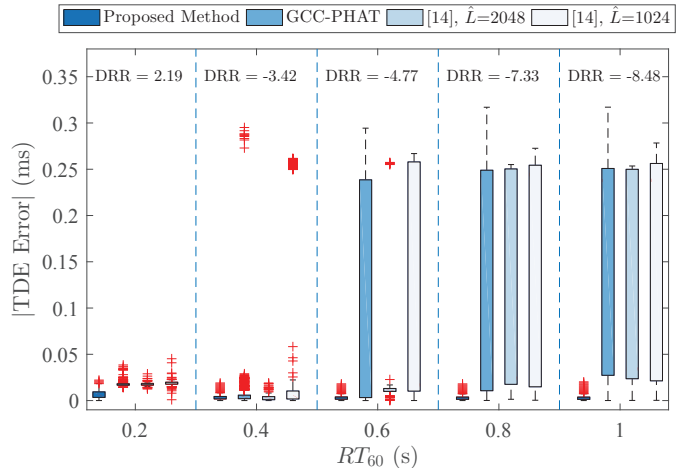 Proposed Method GCC-PHAT [14], L̂=2048 [14], L̂=1024
DRR = 2.19 DRR = -3.42 DRR = -4.77 DRR = -7.33 DRR = -8.48
|TDE Error| (ms)
0.35
0.3
0.25
0.2
0.15
0.1
0.05
0
0.2 0.4 0.6 0.8 1
RT60 (s)